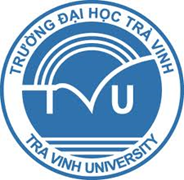 TRƯỜNG ĐẠI HỌC TRÀ VINH
TVU
TRA VINH UNIVERSITY